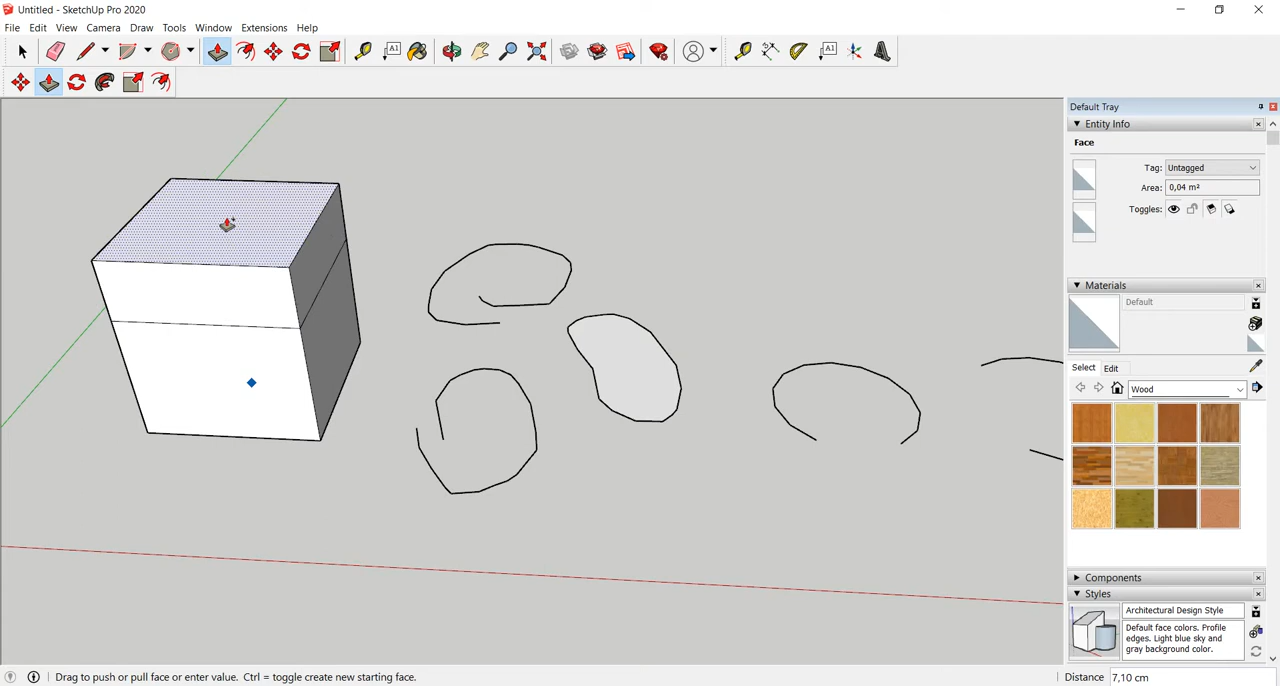 Untitled - SketchUp Pro 2020
File Edit View Camera Draw Tools Window Extensions Help
A1 A1
Default Tray
Entity Info
Face
Tag: Untagged
Area: 0,04 m²
Toggles:
Materials
Default
Select Edit
Wood
Components
Styles
Architectural Design Style
Default face colors. Profile
edges. Light blue sky and
gray background color.
Drag to push or pull face or enter value. Ctrl = toggle create new starting face.
Distance 7,10 cm